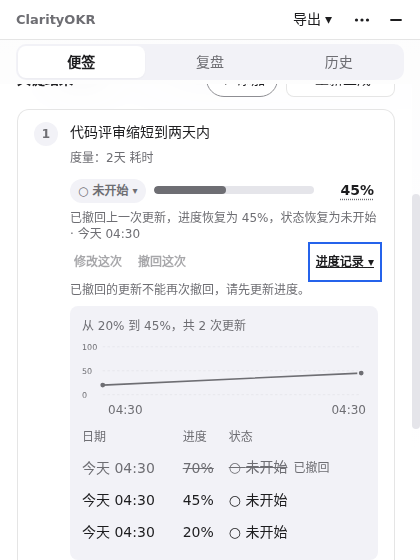 ClarityOKR
导出 ▾
••• −
便签 复盘 历史
1 代码评审缩短到两天内
度量：2天 耗时
○ 未开始 ▾ 45%
已撤回上一次更新，进度恢复为 45%，状态恢复为未开始
· 今天 04:30
修改这次 撤回这次 进度记录 ▾
已撤回的更新不能再次撤回，请先更新进度。
从 20% 到 45%，共 2 次更新
100
50
0
04:30 04:30
日期 进度 状态
今天 04:30 70% ○ 未开始 已撤回
今天 04:30 45% ○ 未开始
今天 04:30 20% ○ 未开始